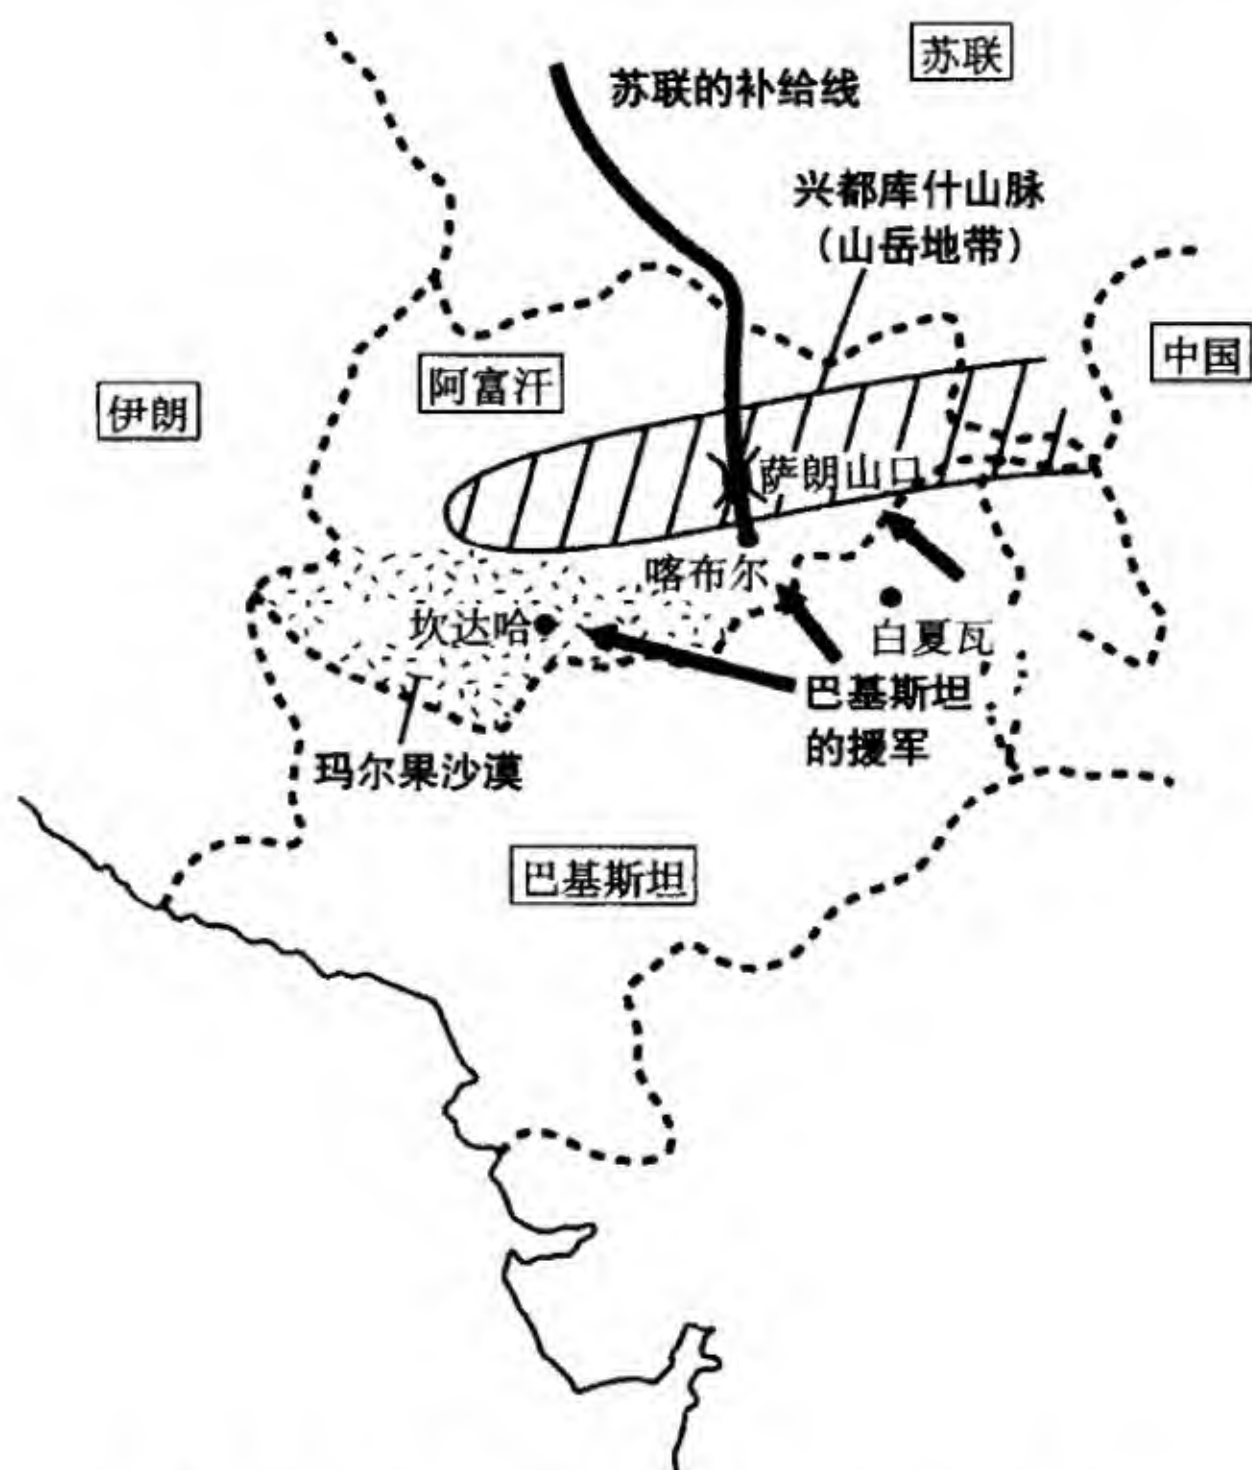 苏联
苏联的补给线
兴都库什山脉
（山岳地带）
中国
阿富汗
伊朗
萨朗山口
喀布尔
坎达哈
白夏瓦
巴基斯坦
的援军
玛尔果沙漠
巴基斯坦